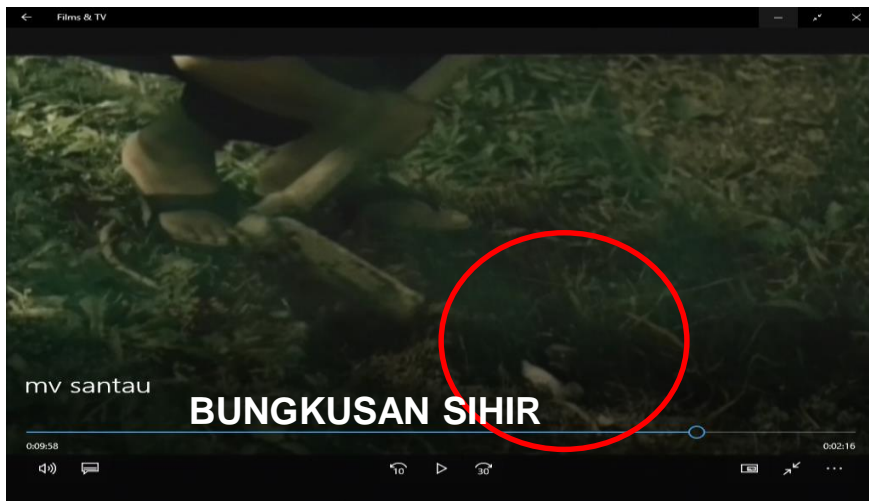 Films & TV
mv santau
BUNGKUSAN SIHIR
0:09:58
0:02:16
10
30